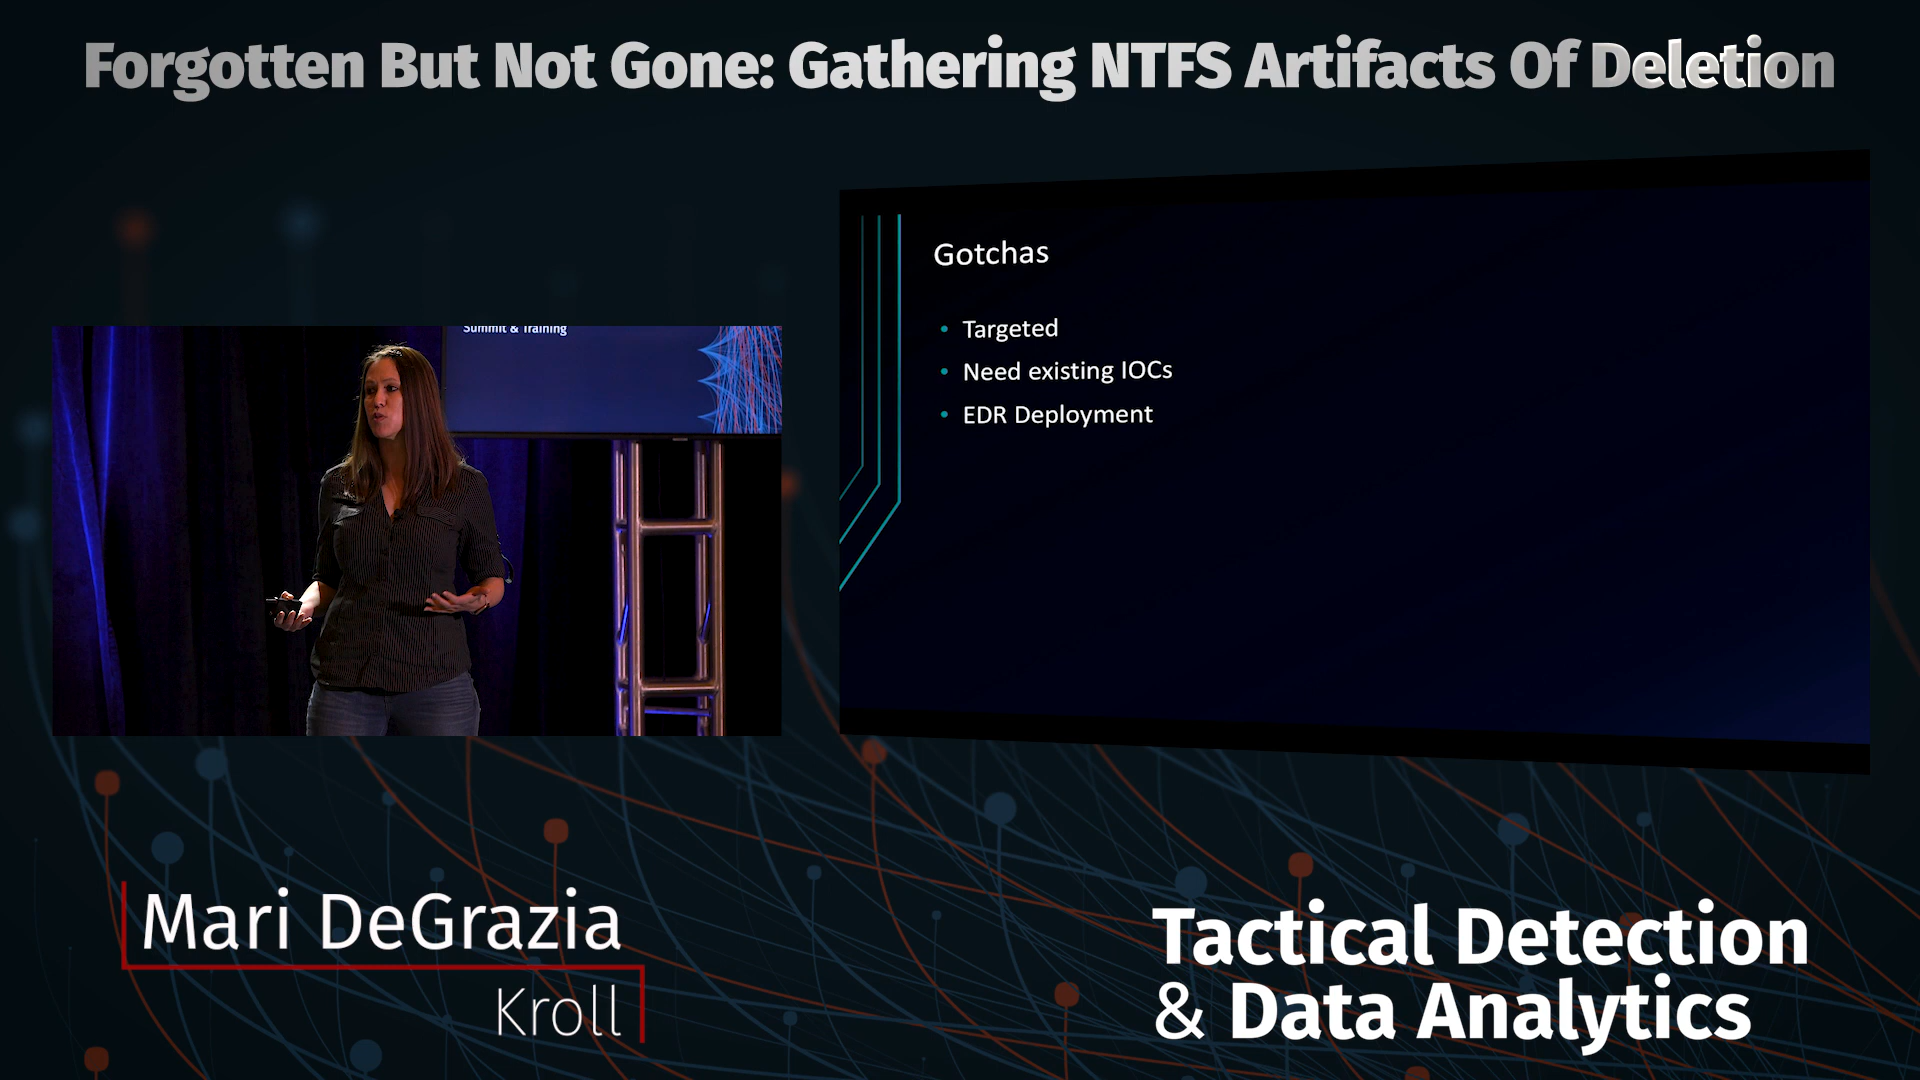 Forgotten But Not Gone: Gathering NTFS Artifacts Of Deletion
Summit & Training
Gotchas
• Targeted
• Need existing IOCs
• EDR Deployment
Mari DeGrazia
Kroll
Tactical Detection
& Data Analytics